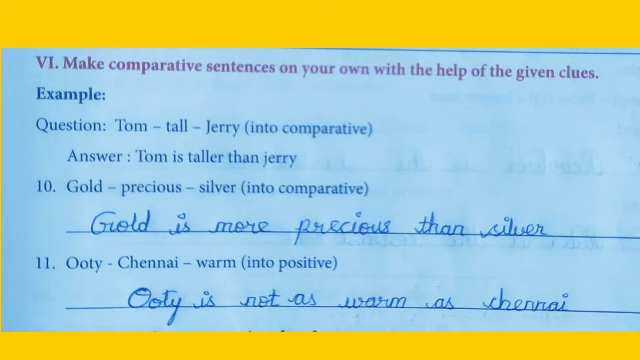 VI. Make comparative sentences on your own with the help of the given clues.
Example:
Question: Tom – tall – Jerry (into comparative)
Answer : Tom is taller than jerry
10. Gold – precious – silver (into comparative)
Gold is more precious than silver
11. Ooty - Chennai – warm (into positive)
Ooty is not as warm as chennai